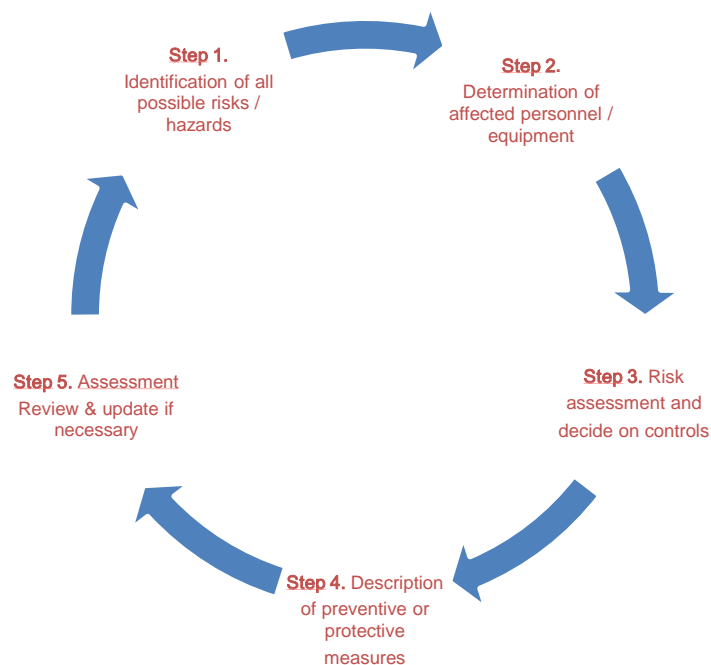 Step 1.
Identification of all
possible risks /
hazards
Step 2.
Determination of
affected personnel /
equipment
Step 3. Risk
assessment and
decide on controls
Step 4. Description
of preventive or
protective
measures
Step 5. Assessment
Review & update if
necessary